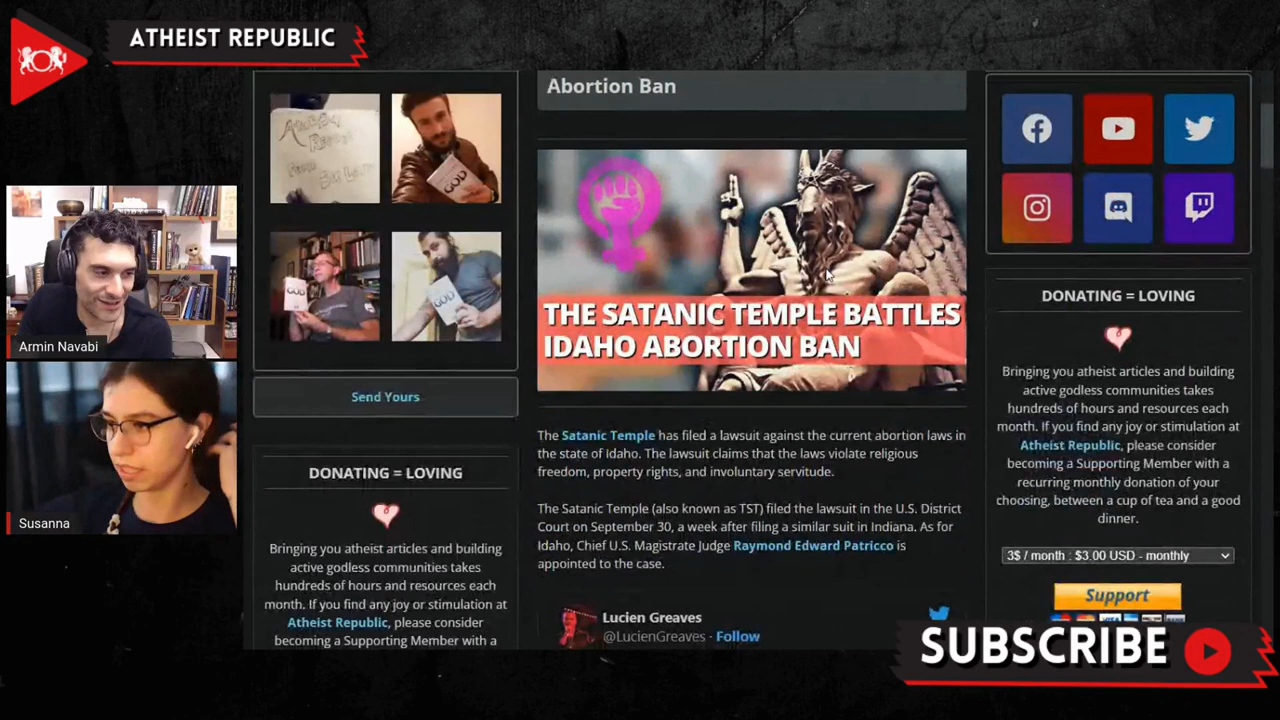 ATHEIST REPUBLIC
Armin Navabi
Susanna
GOD
GOD
GOD
Send Yours
DONATING = LOVING
Bringing you atheist articles and building
active godless communities takes
hundreds of hours and resources each
month. If you find any joy or stimulation at
Atheist Republic, please consider
becoming a Supporting Member with a
Abortion Ban
THE SATANIC TEMPLE BATTLES
IDAHO ABORTION BAN
The Satanic Temple has filed a lawsuit against the current abortion laws in
the state of Idaho. The lawsuit claims that the laws violate religious
freedom, property rights, and involuntary servitude.
The Satanic Temple (also known as TST) filed the lawsuit in the U.S. District
Court on September 30, a week after filing a similar suit in Indiana. As for
Idaho, Chief U.S. Magistrate Judge Raymond Edward Patricco is
appointed to the case.
Lucien Greaves
@LucienGreaves · Follow
DONATING = LOVING
Bringing you atheist articles and building
active godless communities takes
hundreds of hours and resources each
month. If you find any joy or stimulation at
Atheist Republic, please consider
becoming a Supporting Member with a
recurring monthly donation of your
choosing, between a cup of tea and a good
dinner.
3$ / month : $3.00 USD - monthly
Support
SUBSCRIBE